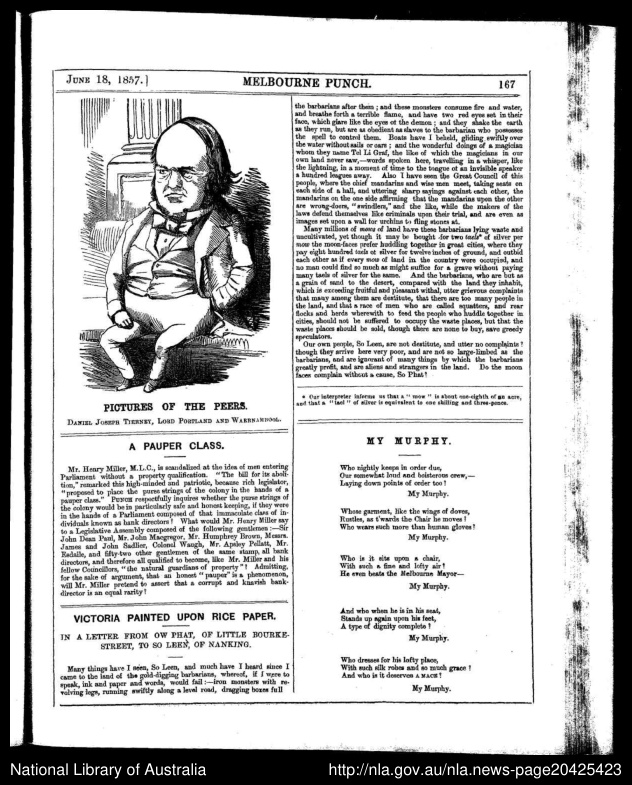 JUNE 18, 1857.]
MELBOURNE PUNCH.
167
PICTURES OF THE PEERS.
DANIEL JOSEPH TIERNEY, LORD PORTLAND AND WARRNAMBOOL.
A PAUPER CLASS.
Mr. Henry Miller, M.L.C., is scandalized at the idea of men entering
Parliament without a property qualification. "The bill for its aboli-
tion," remarked this high-minded and patriotic, because rich legislator,
"proposed to place the purse strings of the colony in the hands of a
pauper class." PUNCH respectfully inquires whether the purse strings of
the colony would be in particularly safe and honest keeping, if they were
in the hands of a Parliament composed of that immaculate class of in-
dividuals known as bank directors? What would Mr. Henry Miller say
to a Legislative Assembly composed of the following gentlemen:—Sir
John Dean Paul, Mr. John Macgregor, Mr. Humphrey Brown, Messrs.
James and John Sadlier, Colonel Waugh, Mr. Apsley Pellatt, Mr.
Esdaile, and fifty-two other gentlemen of the same stamp, all bank
directors, and therefore all qualified to become, like Mr. Miller and his
fellow Councillors, "the natural guardians of property"? Admitting,
for the sake of argument, that an honest "pauper" is a phenomenon,
will Mr. Miller pretend to assert that a corrupt and knavish bank-
director is an equal rarity?
VICTORIA PAINTED UPON RICE PAPER.
IN A LETTER FROM OW PHAT, OF LITTLE BOURKE-
STREET, TO SO LEEN, OF NANKING.
Many things have I seen, So Leen, and much have I heard since I
came to the land of the gold-digging barbarians, whereof, if I were to
speak, ink and paper and words, would fail:—iron monsters with re-
volving legs, running swiftly along a level road, dragging boxes full
the barbarians after them; and these monsters consume fire and water,
and breathe forth a terrible flame, and have two red eyes set in their
face, which glare like the eyes of the demon; and they shake the earth
as they run, but are as obedient as slaves to the barbarian who possesses
the spell to control them. Boats have I beheld, gliding swiftly over
the water without sails or oars; and the wonderful doings of a magician
whom they name Tel Li Graf, the like of which the magicians in our
own land never saw,—words spoken here, travelling in a whisper, like
the lightning, in a moment of time to the tongue of an invisible speaker
a hundred leagues away. Also I have seen the Great Council of this
people, where the chief mandarins and wise men meet, taking seats on
each side of a hall, and uttering sharp sayings against each other, the
mandarins on the one side affirming that the mandarins upon the other
are wrong-doers, "swindlers," and the like, while the makers of the
laws defend themselves like criminals upon their trial, and are even as
images set upon a wall for urchins to fling stones at.
Many millions of mows of land have these barbarians lying waste and
uncultivated, yet though it may be bought for two taels* of silver per
mow the moon-faces prefer huddling together in great cities, where they
pay eight hundred taels of silver for twelve inches of ground, and outbid
each other as if every mow of land in the country were occupied, and
no man could find so much as might suffice for a grave without paying
many taels of silver for the same. And the barbarians, who are but as
a grain of sand to the desert, compared with the land they inhabit,
which is exceeding fruitful and pleasant withal, utter grievous complaints
that many among them are destitute, that there are too many people in
the land, and that a race of men who are called squatters, and rear
flocks and herds wherewith to feed the people who huddle together in
cities, should not be suffered to occupy the waste places, but that the
waste places should be sold, though there are none to buy, save greedy
speculators.
Our own people, So Leen, are not destitute, and utter no complaints!
though they arrive here very poor, and are not so large-limbed as the
barbarians, and are ignorant of many things by which the barbarians
greatly profit, and are aliens and strangers in the land. Do the moon
faces complain without a cause, So Phat?
* Our interpreter informs us that a "mow" is about one-eighth of an acre,
and that a "tael" of silver is equivalent to one shilling and three-pence.
MY MURPHY.
Who nightly keeps in order due,
Our somewhat loud and boisterous crew,—
Laying down points of order too?
My Murphy.
Whose garment, like the wings of doves,
Rustles, as t'wards the Chair he moves?
Who wears such more than human gloves?
My Murphy.
Who is it sits upon a chair,
With such a fine and lofty air?
He even beats the Melbourne Mayor—
My Murphy.
And who when he is in his seat,
Stands up again upon his feet,
A type of dignity complete?
My Murphy.
Who dresses for his lofty place,
With such silk robes and so much grace?
And who is it deserves A MACE?
My Murphy.
National Library of Australia
http://nla.gov.au/nla.news-page20425423